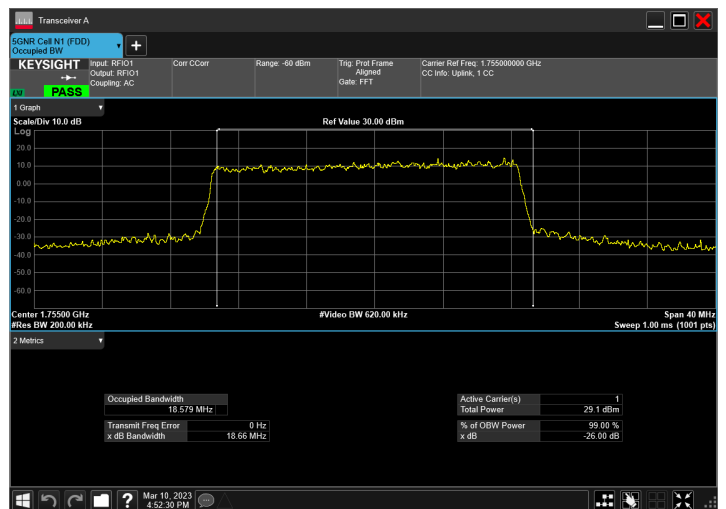 Transceiver A
5GNR Cell N1 (FDD)
Occupied BW
KEYSIGHT
LXI
PASS
Input: RFIO1
Output: RFIO1
Coupling: AC
Corr CCorr
Range: -60 dBm
Trig: Prot Frame
Aligned
Gate: FFT
Carrier Ref Freq: 1.755000000 GHz
CC Info: Uplink, 1 CC
1 Graph
Scale/Div 10.0 dB
Ref Value 30.00 dBm
Log
20.0
10.0
0.00
-10.0
-20.0
-30.0
-40.0
-50.0
-60.0
Center 1.75500 GHz
#Video BW 620.00 kHz
Span 40 MHz
#Res BW 200.00 kHz
Sweep 1.00 ms (1001 pts)
2 Metrics
Occupied Bandwidth
18.579 MHz
Active Carrier(s) 1
Total Power 29.1 dBm
Transmit Freq Error 0 Hz
x dB Bandwidth 18.66 MHz
% of OBW Power 99.00 %
x dB -26.00 dB
?
Mar 10, 2023
4:52:30 PM